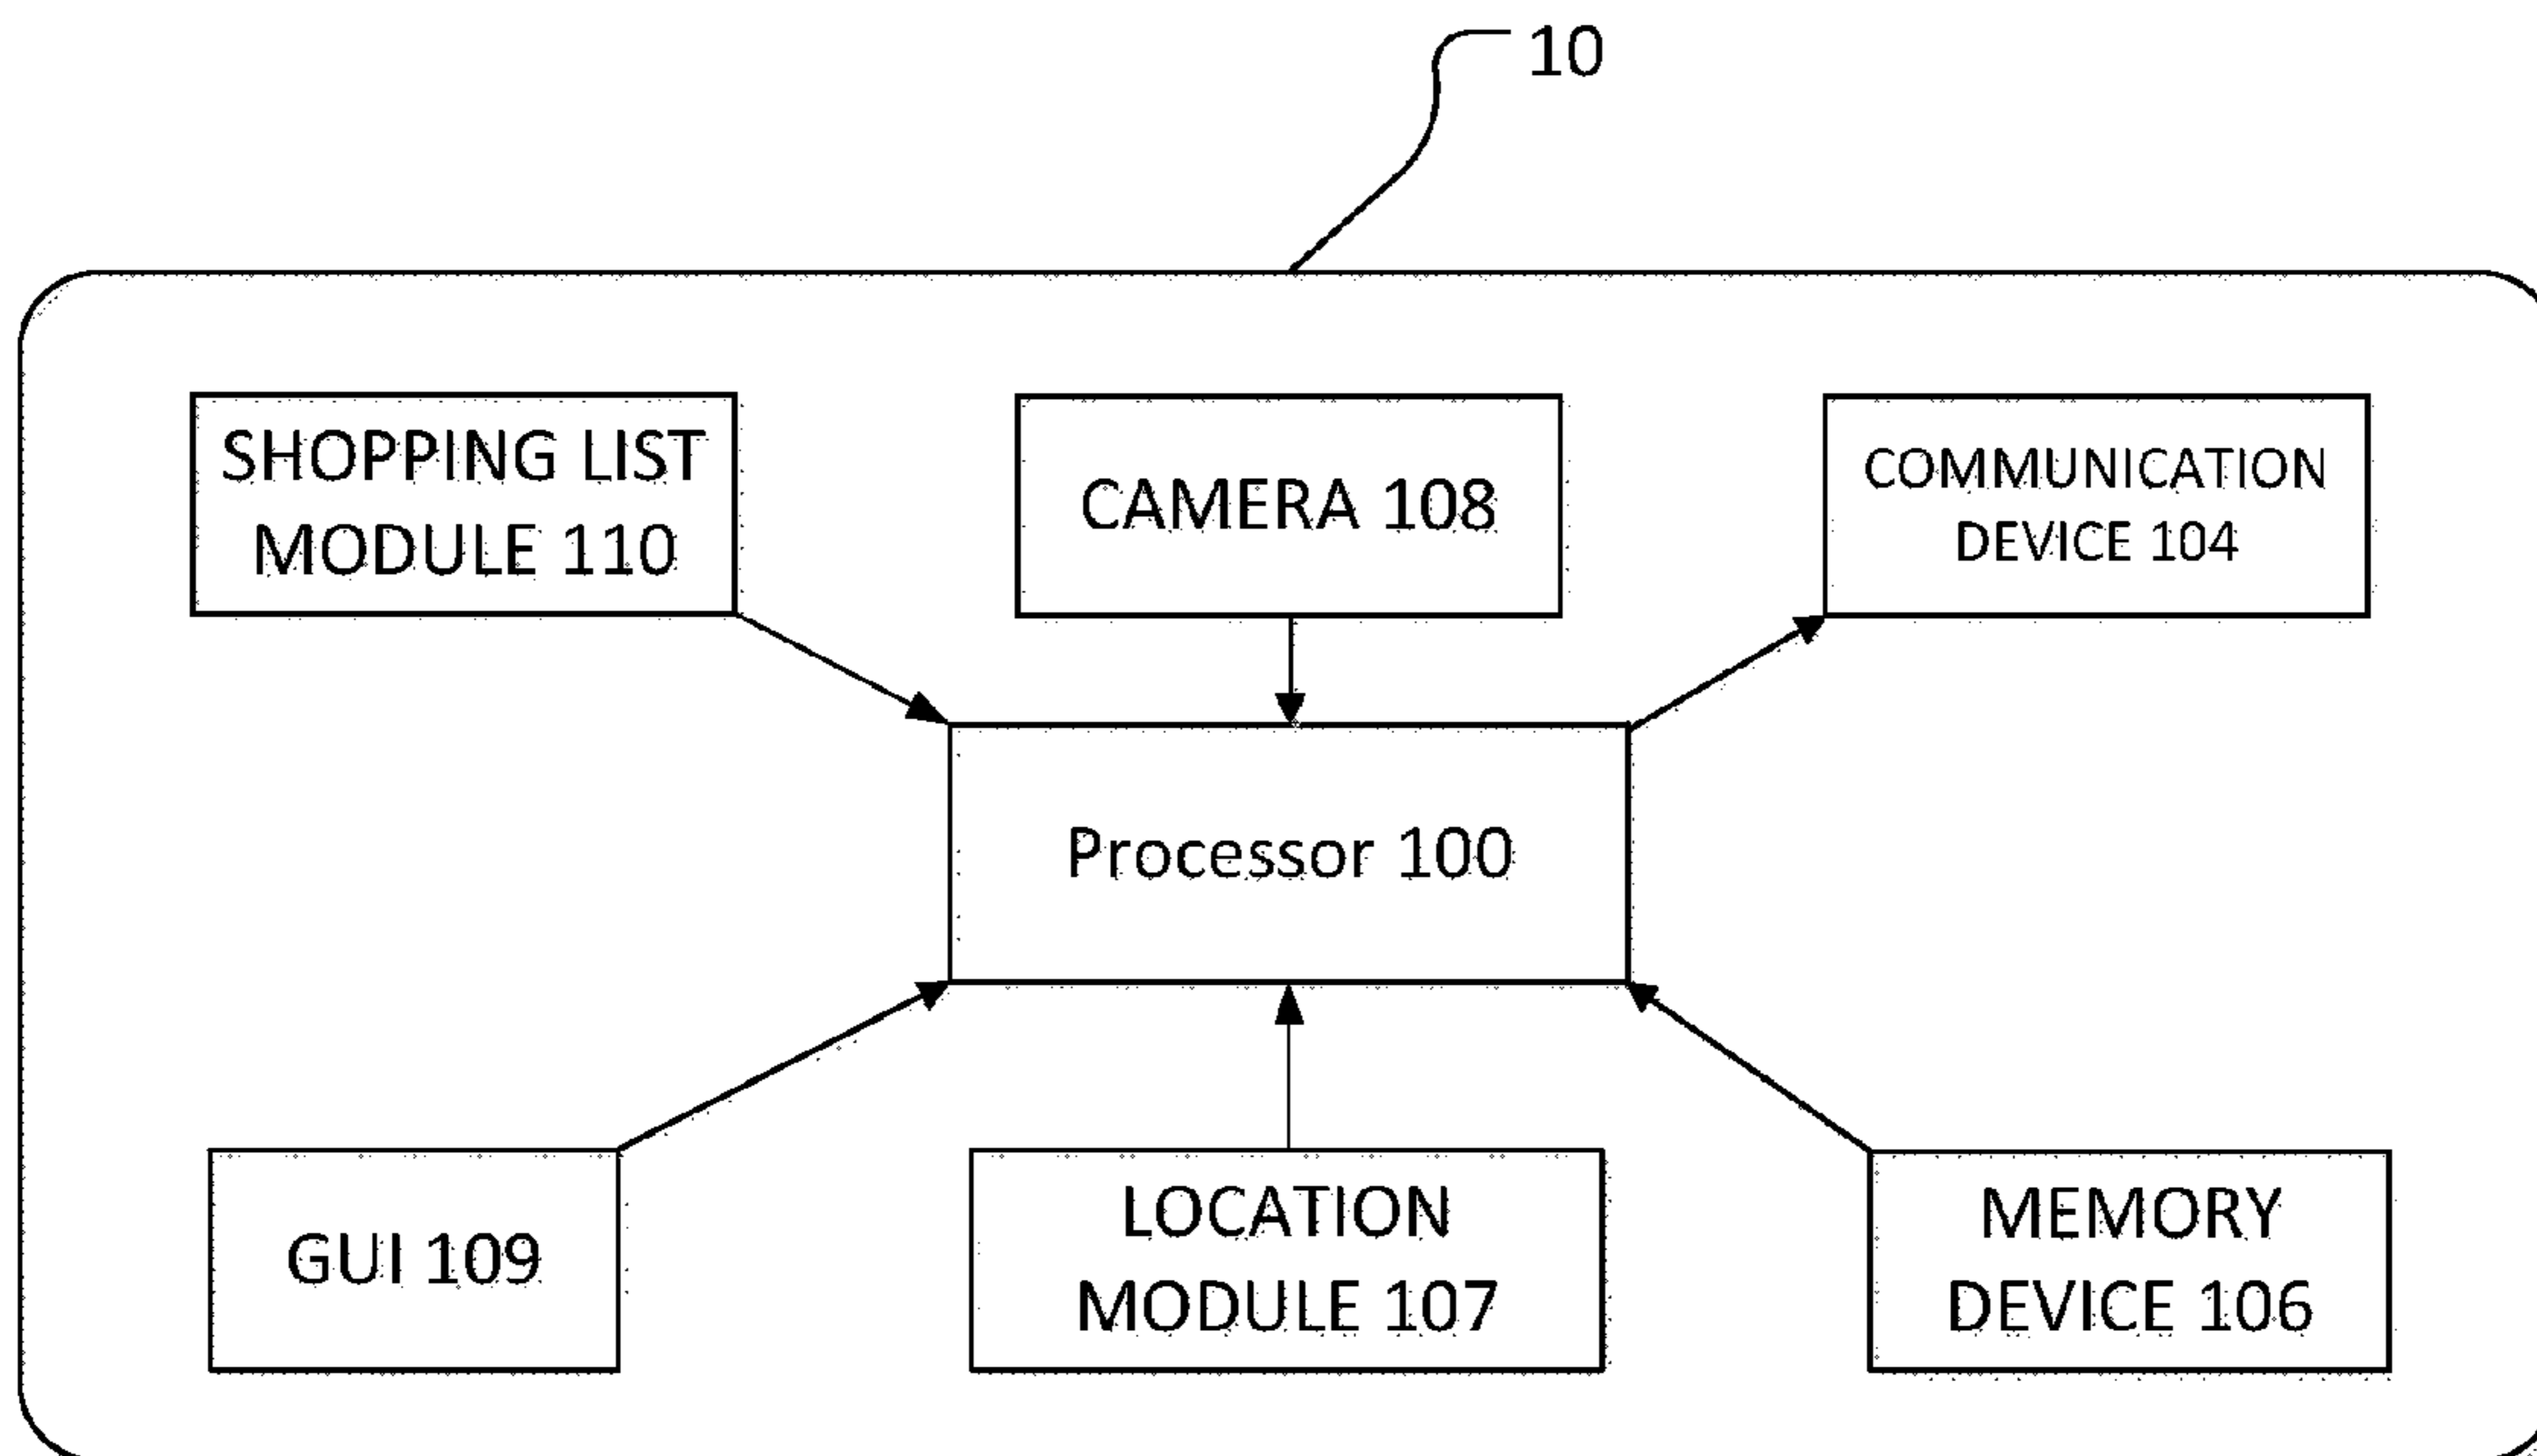 10
SHOPPING LIST
MODULE 110
CAMERA 108
COMMUNICATION
DEVICE 104
Processor 100
GUI 109
LOCATION
MODULE 107
MEMORY
DEVICE 106